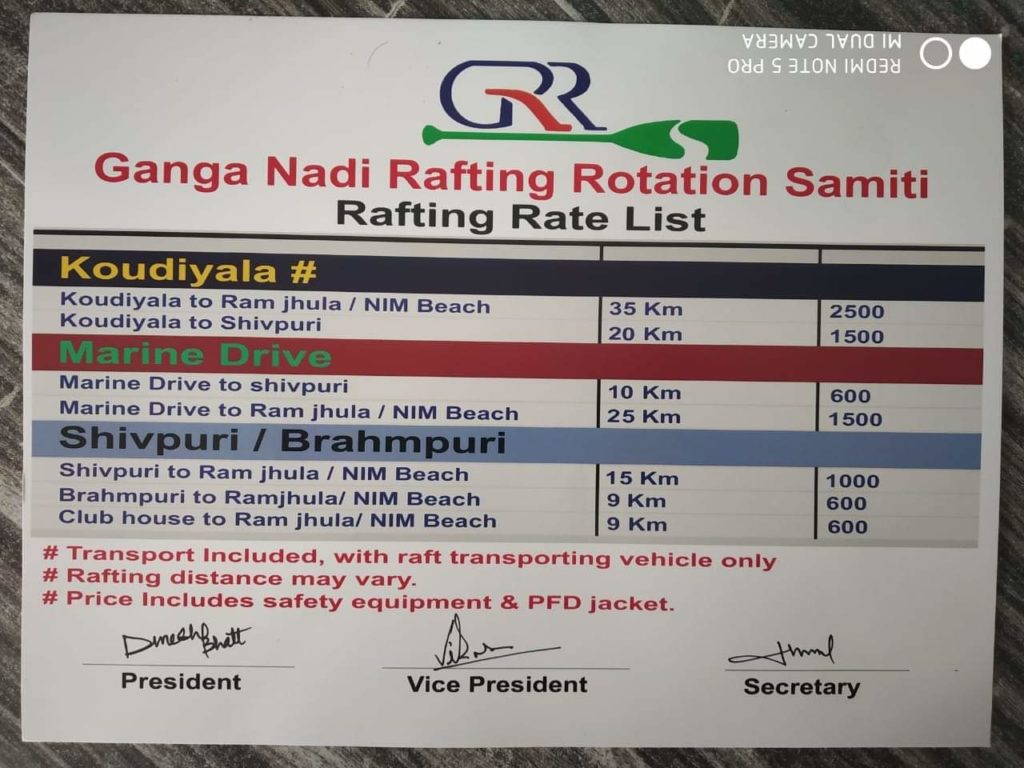 REDMI NOTE 5 PRO
MI DUAL CAMERA
GRR
Ganga Nadi Rafting Rotation Samiti
Rafting Rate List
Koudiyala #
Koudiyala to Ram jhula / NIM Beach 35 Km 2500
Koudiyala to Shivpuri 20 Km 1500
Marine Drive
Marine Drive to shivpuri 10 Km 600
Marine Drive to Ram jhula / NIM Beach 25 Km 1500
Shivpuri / Brahmpuri
Shivpuri to Ram jhula / NIM Beach 15 Km 1000
Brahmpuri to Ramjhula/ NIM Beach 9 Km 600
Club house to Ram jhula/ NIM Beach 9 Km 600
# Transport Included, with raft transporting vehicle only
# Rafting distance may vary.
# Price Includes safety equipment & PFD jacket.
Dinesh Bhatt
President Vice President Secretary